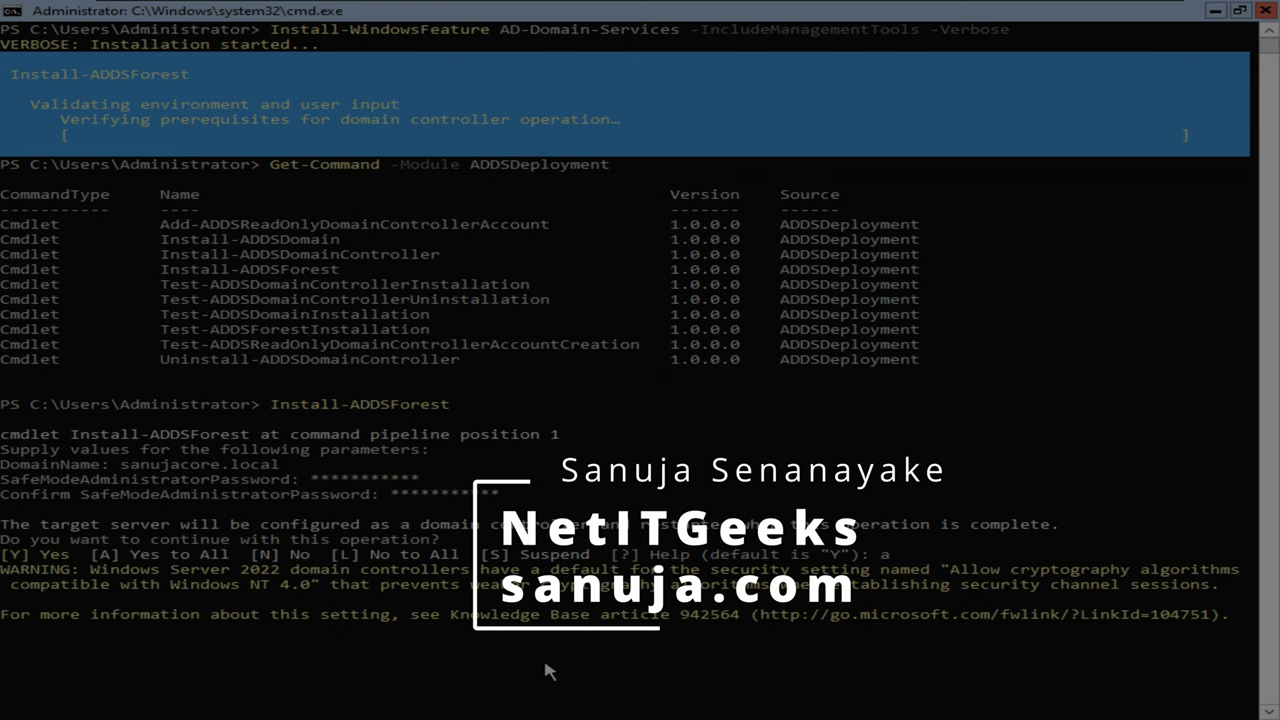 Administrator: C:\Windows\system32\cmd.exe
PS C:\Users\Administrator> Install-WindowsFeature AD-Domain-Services -IncludeManagementTools -Verbose
VERBOSE: Installation started...
Install-ADDSForest
Validating environment and user input
Verifying prerequisites for domain controller operation…
[ ]
PS C:\Users\Administrator> Get-Command -Module ADDSDeployment
CommandType Name Version Source
----------- ---- ------- ------
Cmdlet Add-ADDSReadOnlyDomainControllerAccount 1.0.0.0 ADDSDeployment
Cmdlet Install-ADDSDomain 1.0.0.0 ADDSDeployment
Cmdlet Install-ADDSDomainController 1.0.0.0 ADDSDeployment
Cmdlet Install-ADDSForest 1.0.0.0 ADDSDeployment
Cmdlet Test-ADDSDomainControllerInstallation 1.0.0.0 ADDSDeployment
Cmdlet Test-ADDSDomainControllerUninstallation 1.0.0.0 ADDSDeployment
Cmdlet Test-ADDSDomainInstallation 1.0.0.0 ADDSDeployment
Cmdlet Test-ADDSForestInstallation 1.0.0.0 ADDSDeployment
Cmdlet Test-ADDSReadOnlyDomainControllerAccountCreation 1.0.0.0 ADDSDeployment
Cmdlet Uninstall-ADDSDomainController 1.0.0.0 ADDSDeployment
PS C:\Users\Administrator> Install-ADDSForest
cmdlet Install-ADDSForest at command pipeline position 1
Supply values for the following parameters:
DomainName: sanujacore.local
SafeModeAdministratorPassword: ***********
Confirm SafeModeAdministratorPassword: ***********
The target server will be configured as a domain operation is complete.
Do you want to continue with this operation?
[Y] Yes [A] Yes to All [N] No [L] No to All [S] Suspend [?] Help (default is "Y"): a
WARNING: Windows Server 2022 domain controllers have a default for the security setting named "Allow cryptography algorithms
compatible with Windows NT 4.0" that prevents establishing security channel sessions.
For more information about this setting, see Knowledge Base article 942564 (http://go.microsoft.com/fwlink/?LinkId=104751).
Sanuja Senanayake
NetITGeeks
sanuja.com